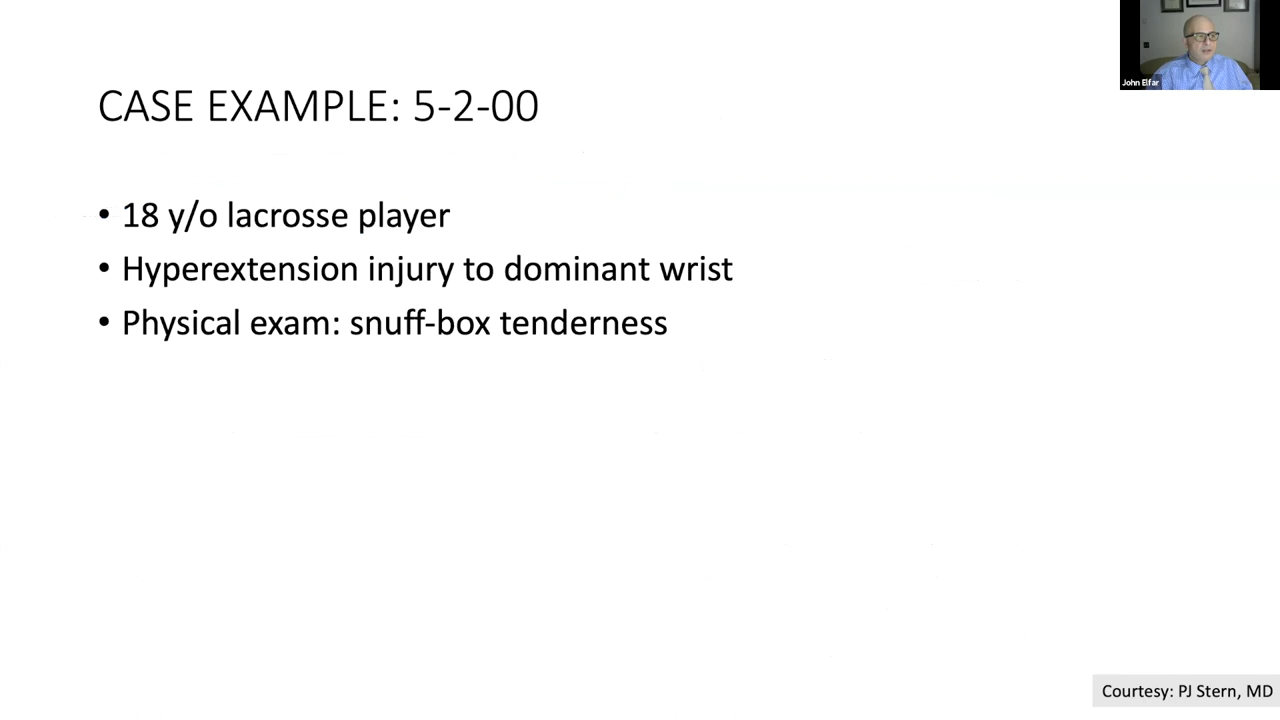 John Elfar
CASE EXAMPLE: 5-2-00
• 18 y/o lacrosse player
• Hyperextension injury to dominant wrist
• Physical exam: snuff-box tenderness
Courtesy: PJ Stern, MD